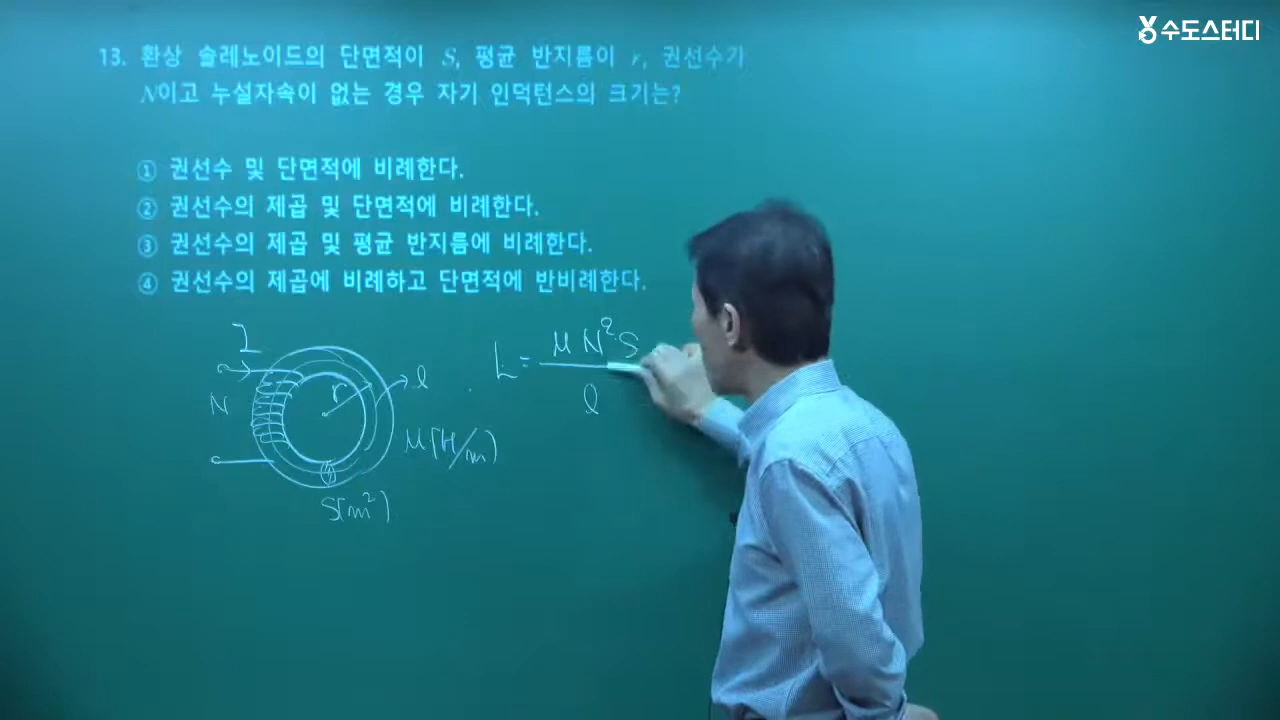 수도스터디
13. 환상 솔레노이드의 단면적이 S, 평균 반지름이 r, 권선수가
N이고 누설자속이 없는 경우 자기 인덕턴스의 크기는?
① 권선수 및 단면적에 비례한다.
② 권선수의 제곱 및 단면적에 비례한다.
③ 권선수의 제곱 및 평균 반지름에 비례한다.
④ 권선수의 제곱에 비례하고 단면적에 반비례한다.
I
N
r
l
μ[H/m]
S[m²]
L = μN²S / l